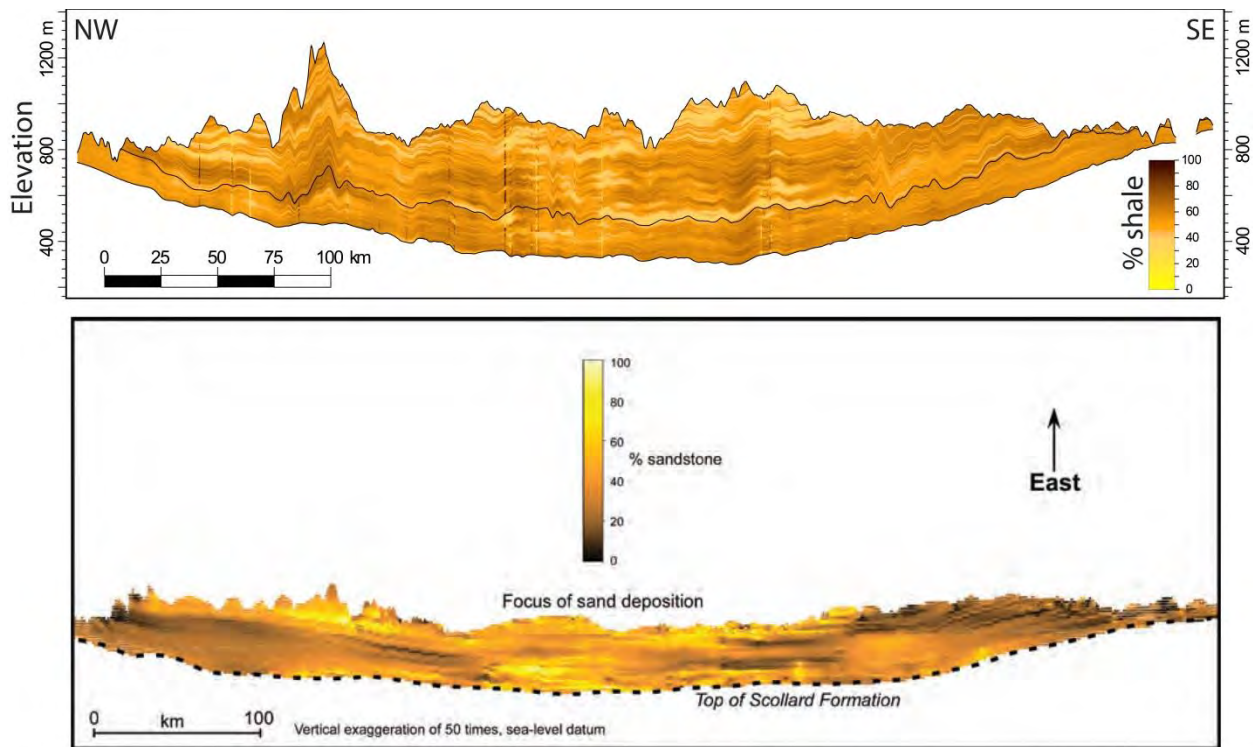 NW
SE
1200 m
800
400
Elevation
1200 m
800
400
% shale
100
80
60
40
20
0
0 25 50 75 100 km
100
80
60
40
20
0
% sandstone
East
Focus of sand deposition
Top of Scollard Formation
0 km 100
Vertical exaggeration of 50 times, sea-level datum